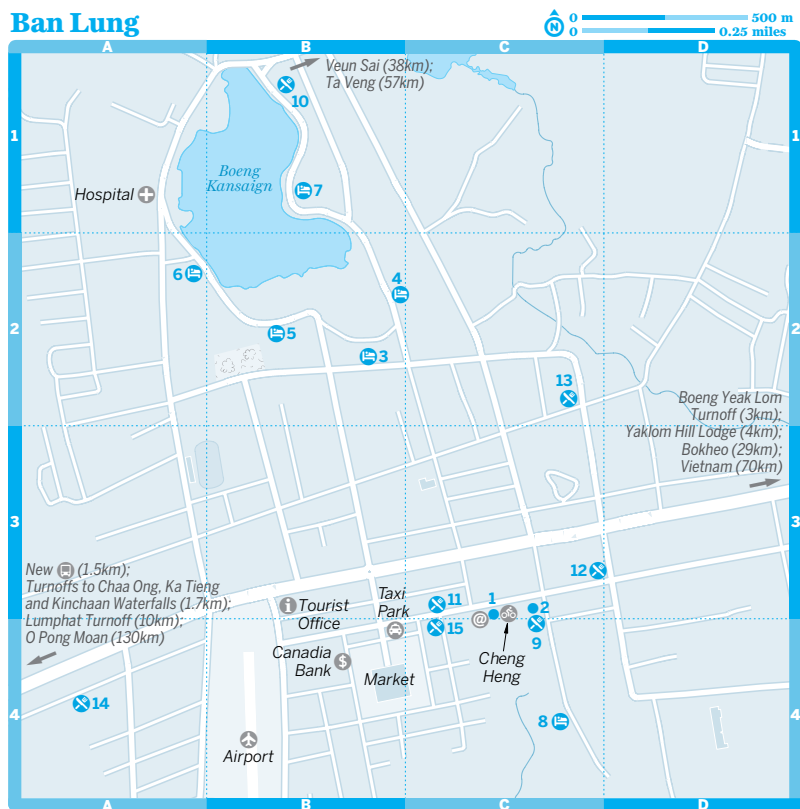 Ban Lung
N
0 500 m
0 0.25 miles
A B C D
Veun Sai (38km);
Ta Veng (57km)
10
1 1
Boeng
Kansaign
Hospital
7
6
4
2 2
5
3
13
Boeng Yeak Lom
Turnoff (3km);
Yaklom Hill Lodge (4km);
Bokheo (29km);
Vietnam (70km)
3 3
New (1.5km);
Turnoffs to Chaa Ong, Ka Tieng
and Kinchaan Waterfalls (1.7km);
Lumphat Turnoff (10km);
O Pong Moan (130km)
12
Taxi
Park
11
1
2
i
Tourist
Office
15
@
9
Canadia
Bank
$
Market
Cheng
Heng
14
8
4 4
Airport
A B C D